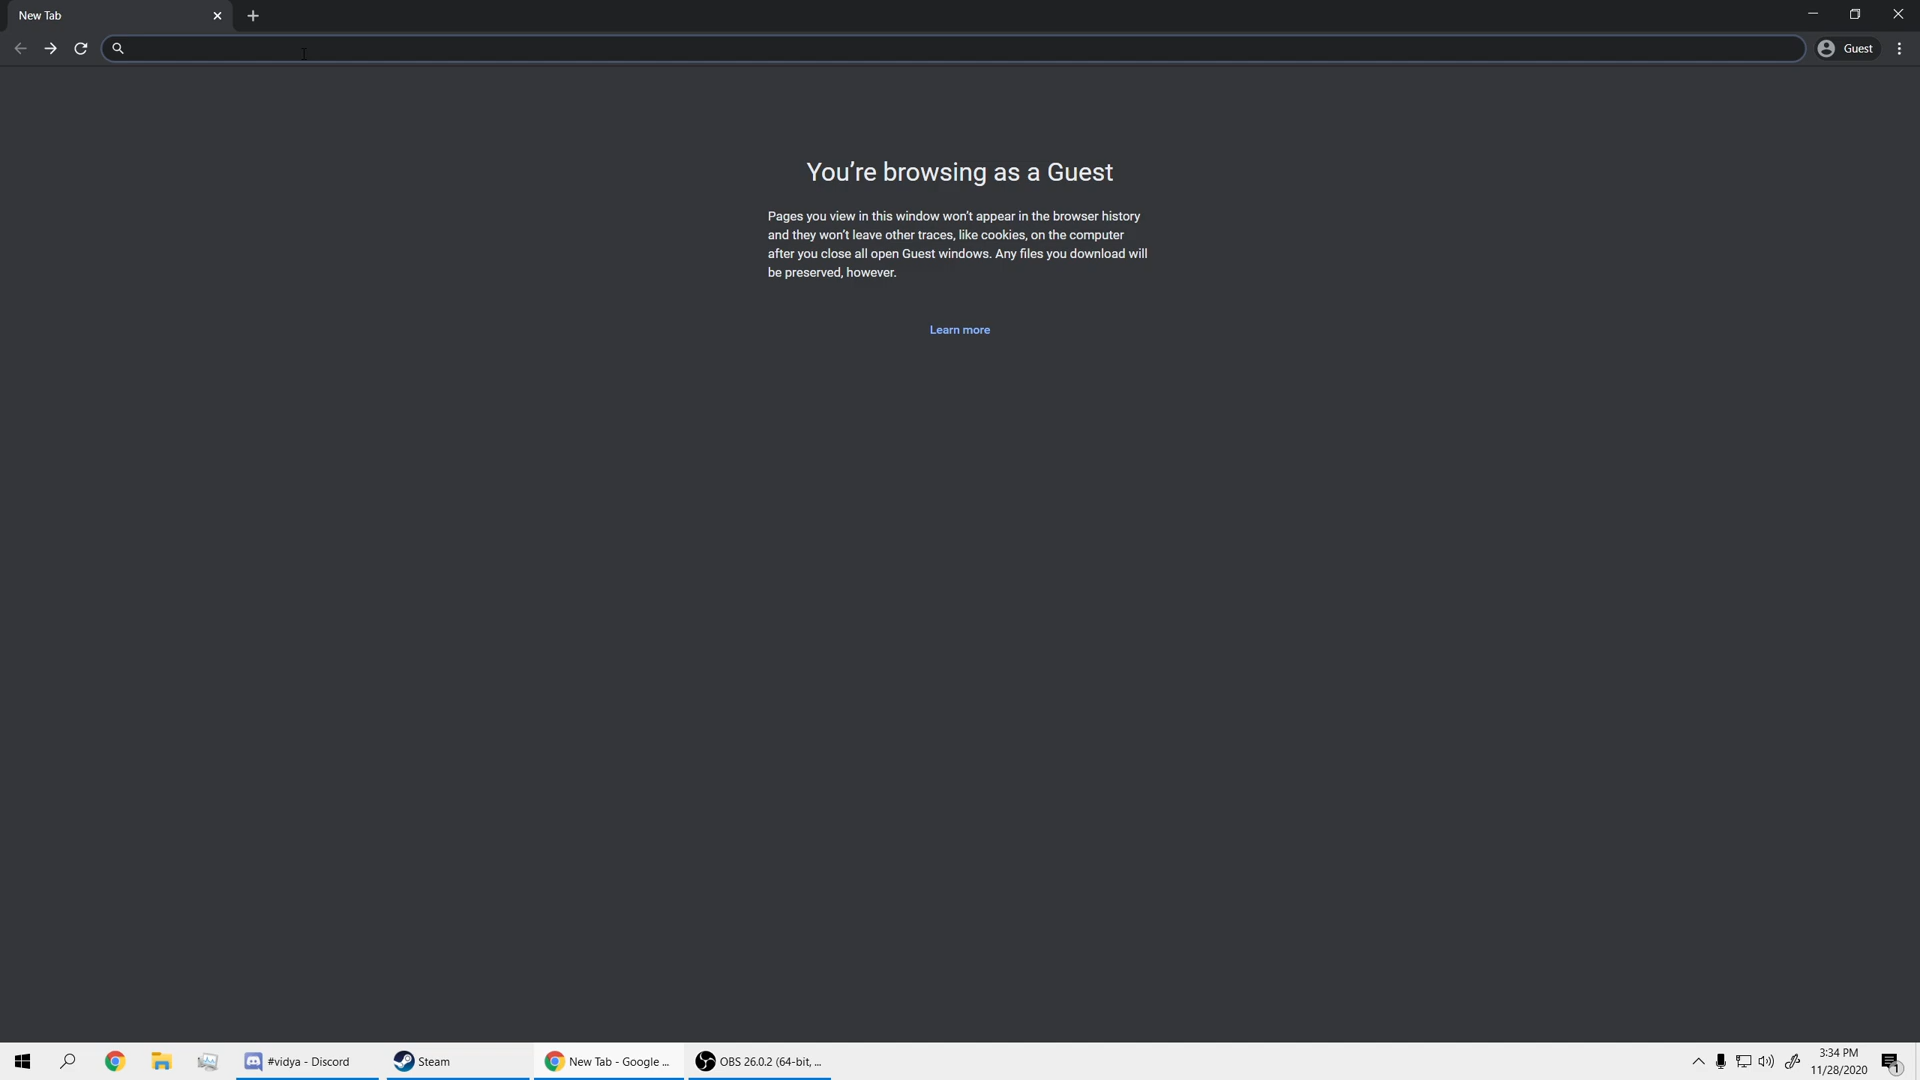 New Tab
Guest
You're browsing as a Guest
Pages you view in this window won't appear in the browser history
and they won't leave other traces, like cookies, on the computer
after you close all open Guest windows. Any files you download will
be preserved, however.
Learn more
#vidya - Discord
Steam
New Tab - Google ...
OBS 26.0.2 (64-bit, ...
3:34 PM
11/28/2020
1